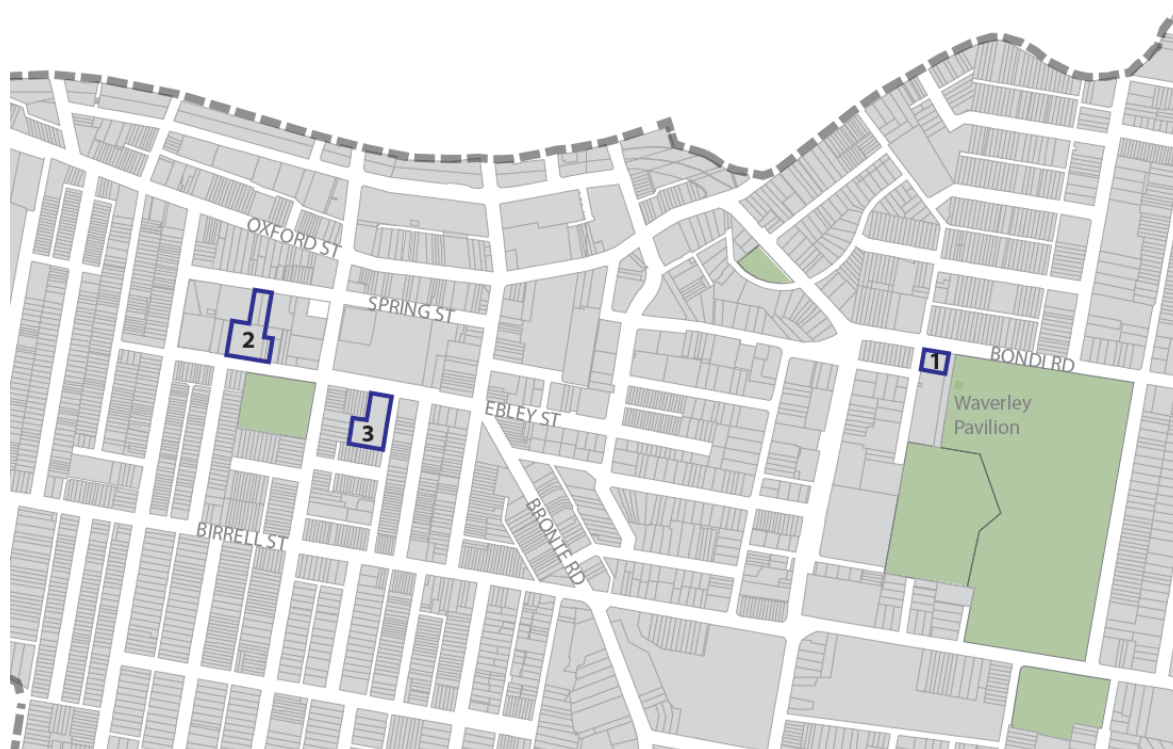 OXFORD ST
SPRING ST
2
1
BONDI RD
Waverley
Pavilion
3
EBLEY ST
BIRRELL ST
BRONTE RD